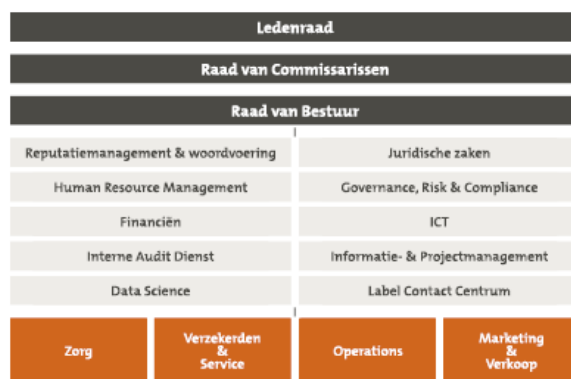 Ledenraad
Raad van Commissarissen
Raad van Bestuur
Reputatiemanagement & woordvoering
Juridische zaken
Human Resource Management
Governance, Risk & Compliance
Financiën
ICT
Interne Audit Dienst
Informatie- & Projectmanagement
Data Science
Label Contact Centrum
Zorg
Verzekerden
&
Service
Operations
Marketing
&
Verkoop